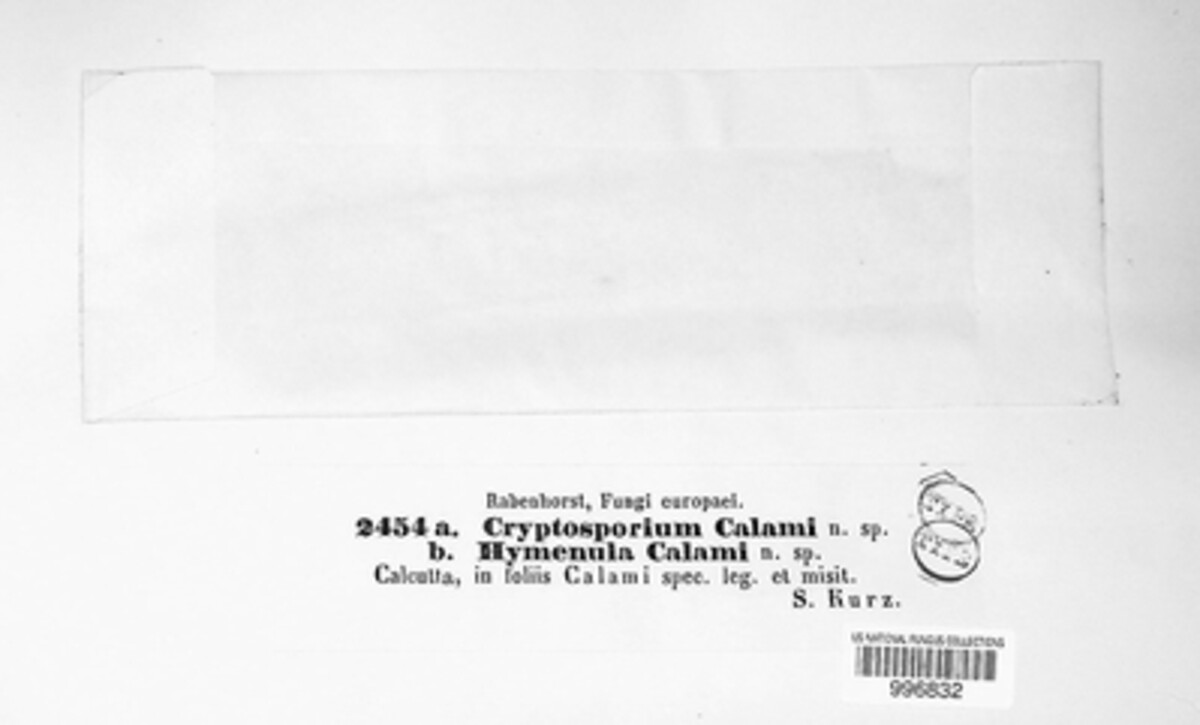 Rabenhorst, Fungi europaei.
2454 a. Cryptosporium Calami n. sp.
b. Hymenula Calami n. sp.
Calcutta, in foliis Calami spec. leg. et misit.
S. Kurz.
US NATIONAL FUNGUS COLLECTIONS
996832